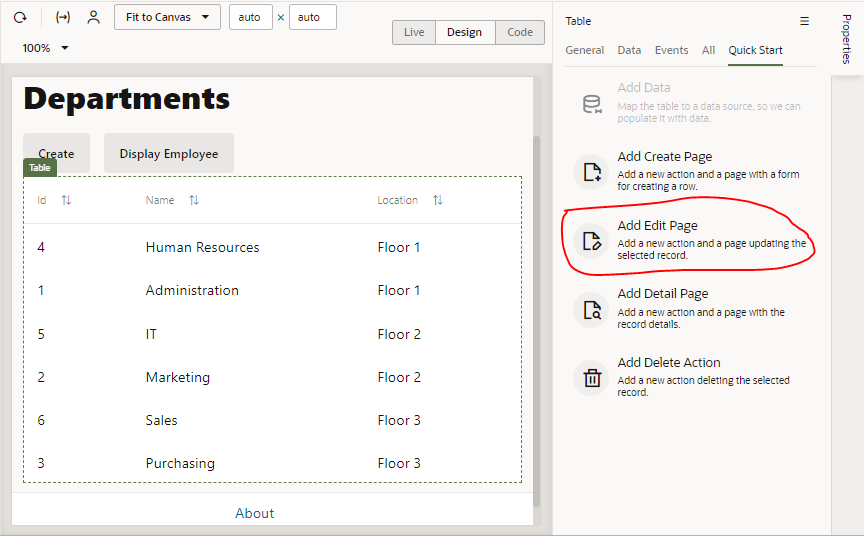 Fit to Canvas
auto × auto
Live Design Code
100%
Departments
Create Display Employee
Table
Id Name Location
4 Human Resources Floor 1
1 Administration Floor 1
5 IT Floor 2
2 Marketing Floor 2
6 Sales Floor 3
3 Purchasing Floor 3
About
Table
General Data Events All Quick Start
Add Data
Map the table to a data source, so we can
populate it with data.
Add Create Page
Add a new action and a page with a form
for creating a row.
Add Edit Page
Add a new action and a page updating the
selected record.
Add Detail Page
Add a new action and a page with the
record details.
Add Delete Action
Add a new action deleting the selected
record.
Properties